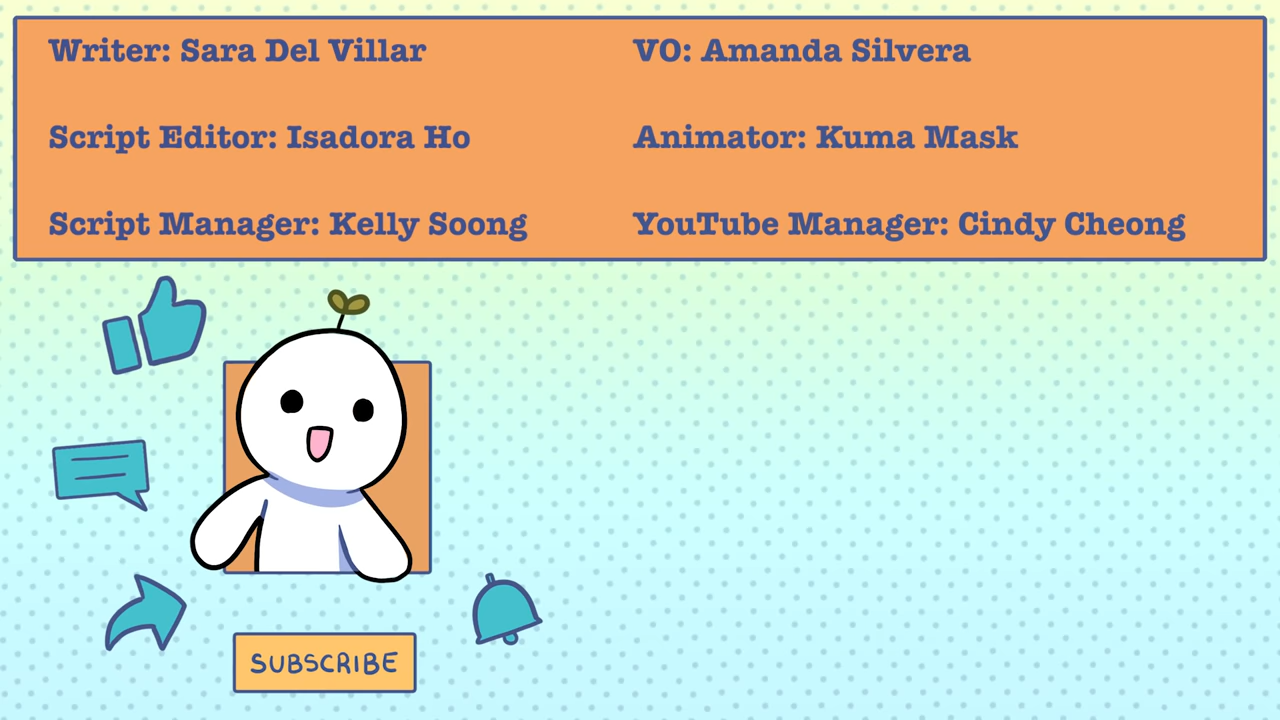 Writer: Sara Del Villar
VO: Amanda Silvera
Script Editor: Isadora Ho
Animator: Kuma Mask
Script Manager: Kelly Soong
YouTube Manager: Cindy Cheong
SUBSCRIBE